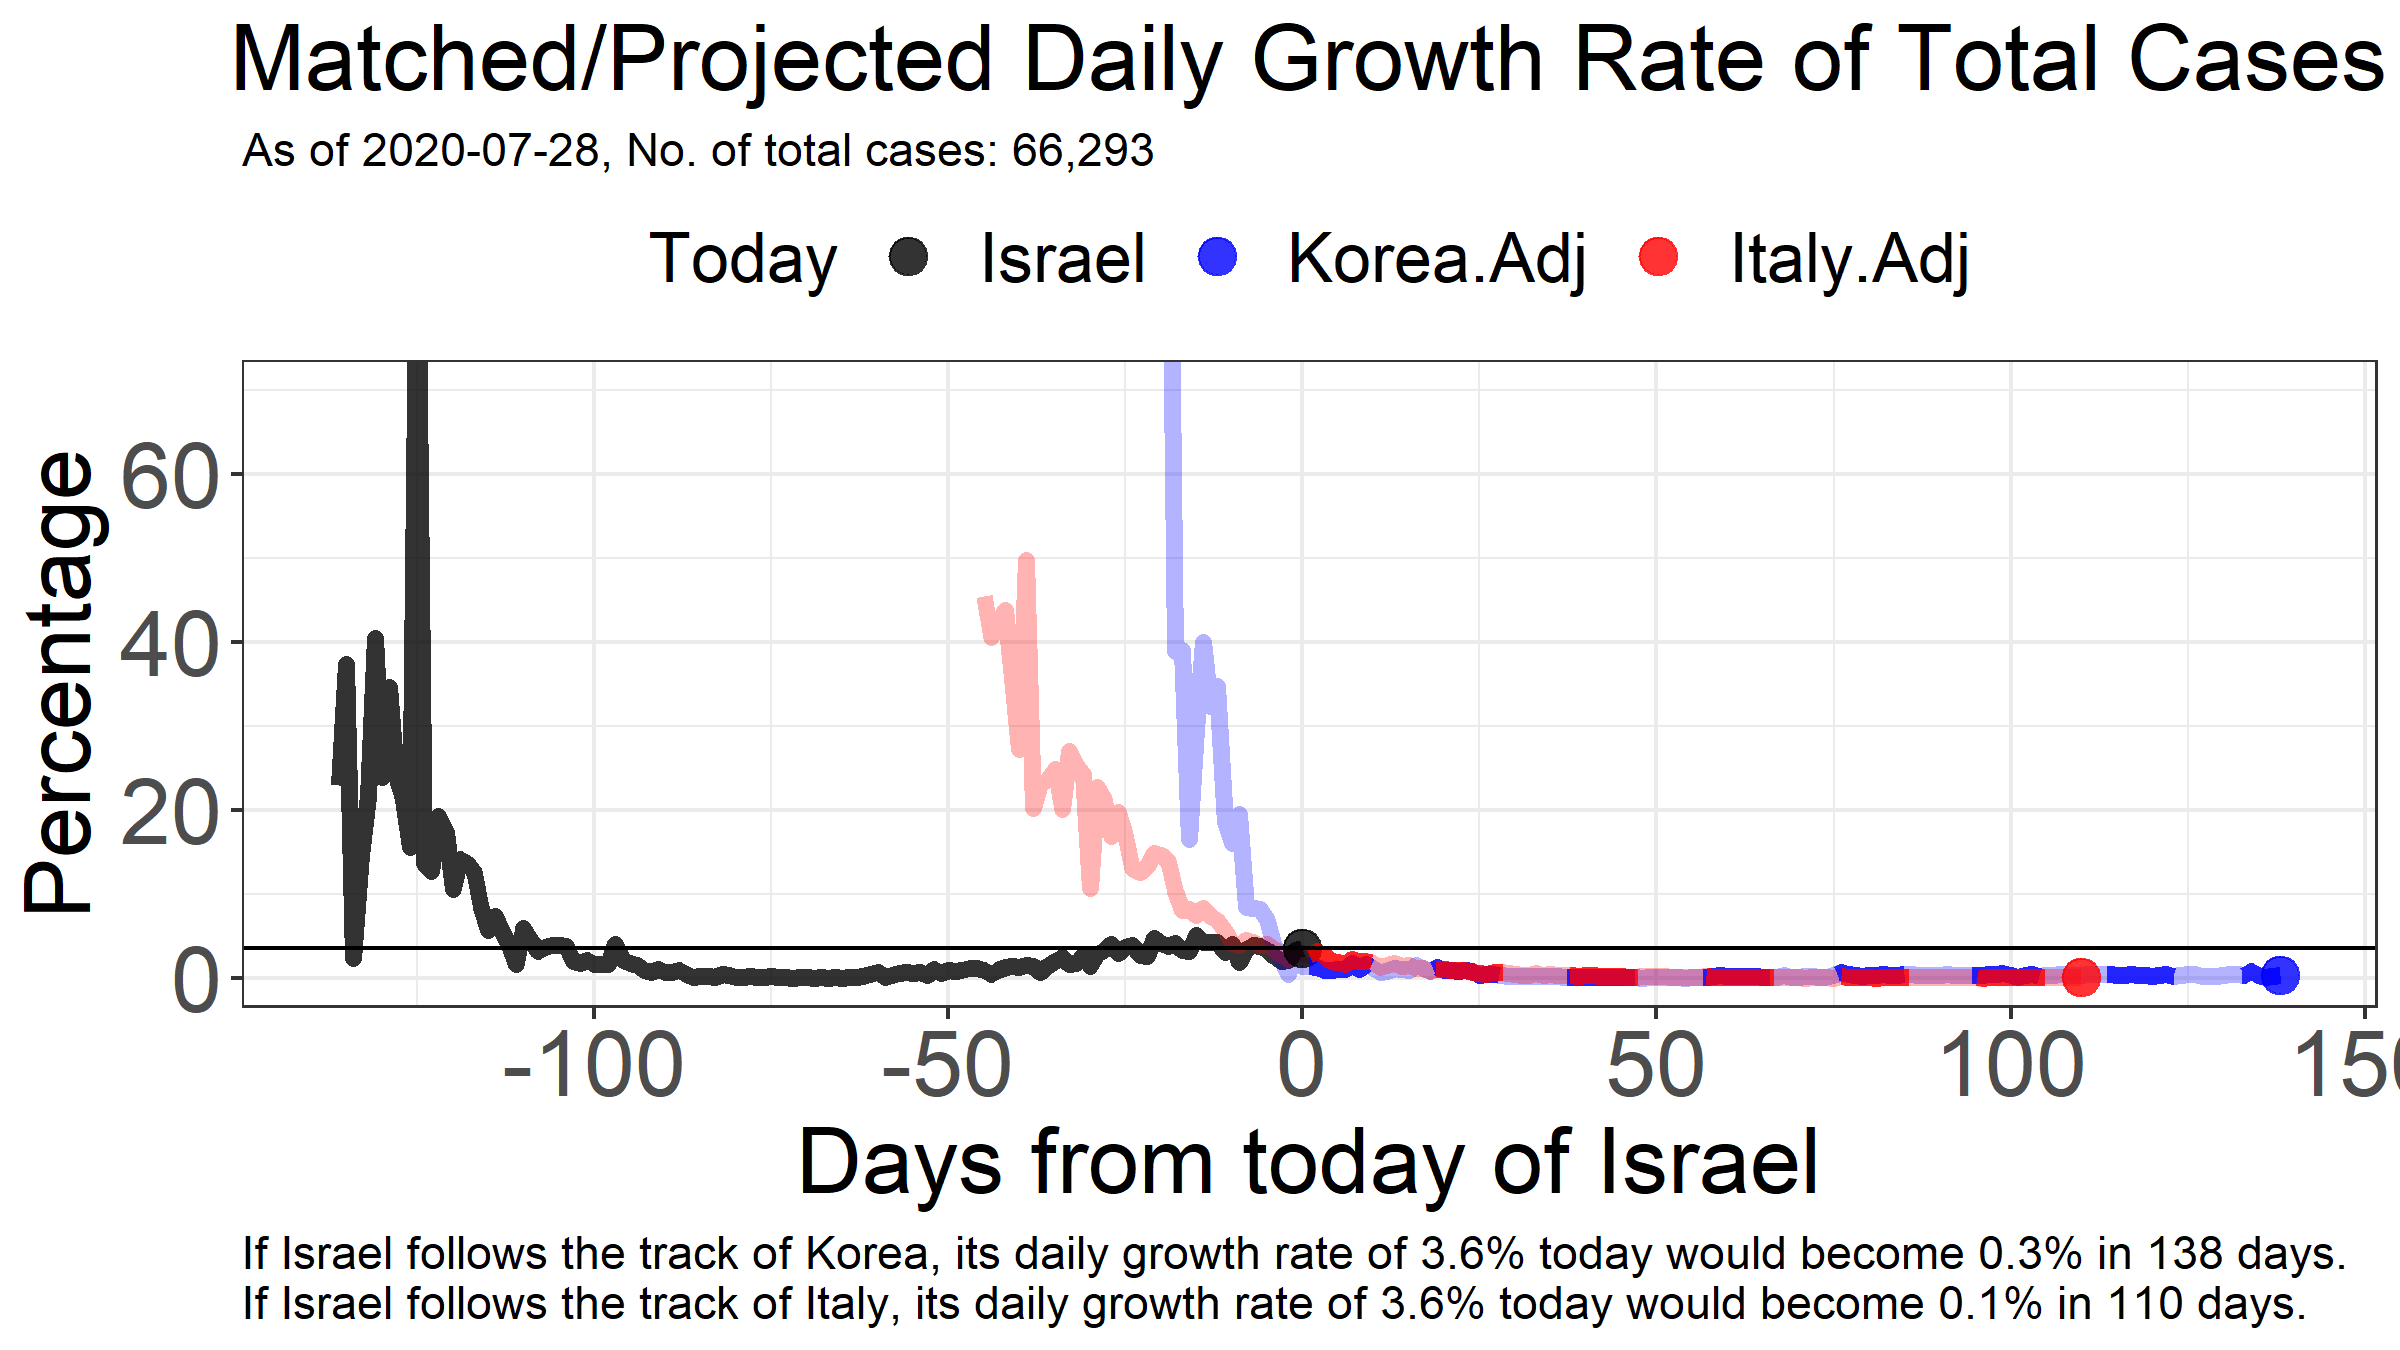 Matched/Projected Daily Growth Rate of Total Cases
As of 2020-07-28, No. of total cases: 66,293
Today Israel Korea.Adj Italy.Adj
Percentage
60
40
20
0
-100 -50 0 50 100 150
Days from today of Israel
If Israel follows the track of Korea, its daily growth rate of 3.6% today would become 0.3% in 138 days.
If Israel follows the track of Italy, its daily growth rate of 3.6% today would become 0.1% in 110 days.